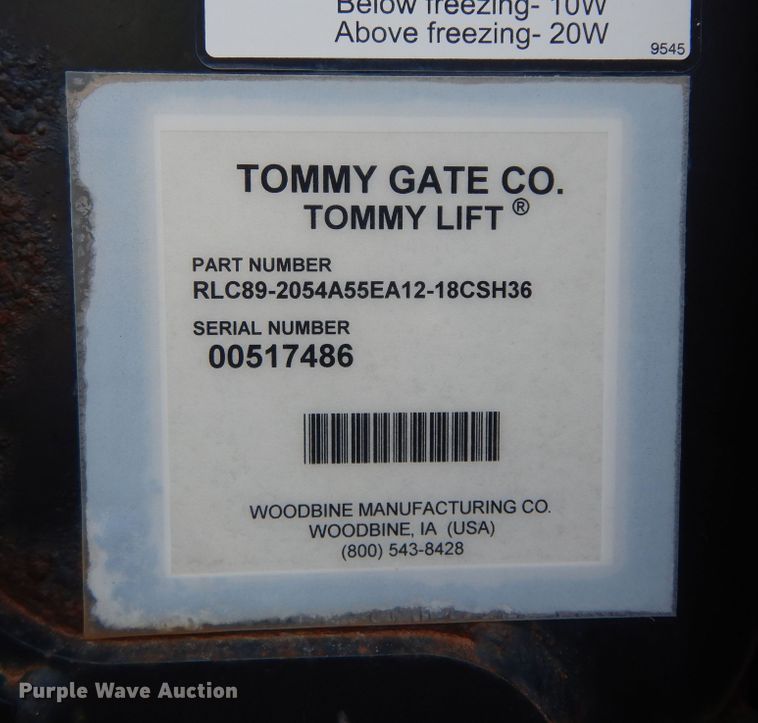 Below freezing- 10W
Above freezing- 20W
9545
TOMMY GATE CO.
TOMMY LIFT ®
PART NUMBER
RLC89-2054A55EA12-18CSH36
SERIAL NUMBER
00517486
WOODBINE MANUFACTURING CO.
WOODBINE, IA (USA)
(800) 543-8428
Purple Wave Auction